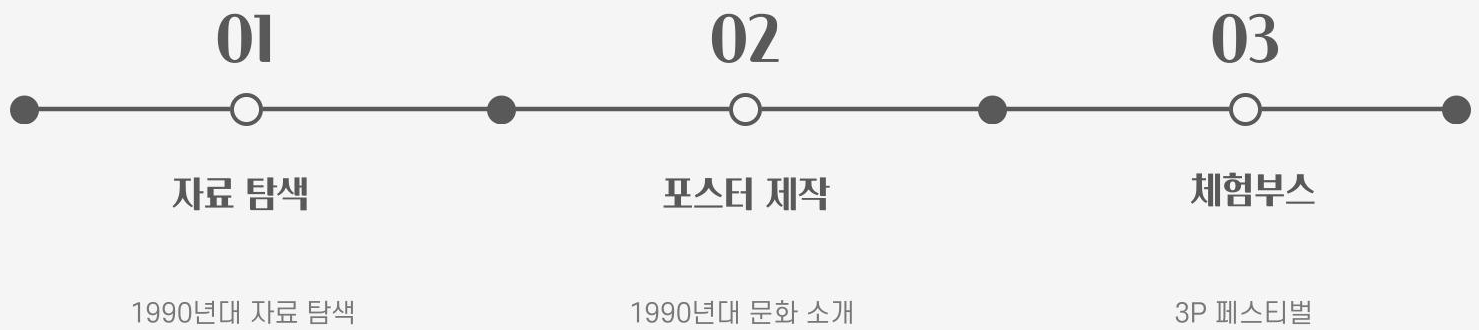 01
02
03
자료 탐색
포스터 제작
체험부스
1990년대 자료 탐색
1990년대 문화 소개
3P 페스티벌